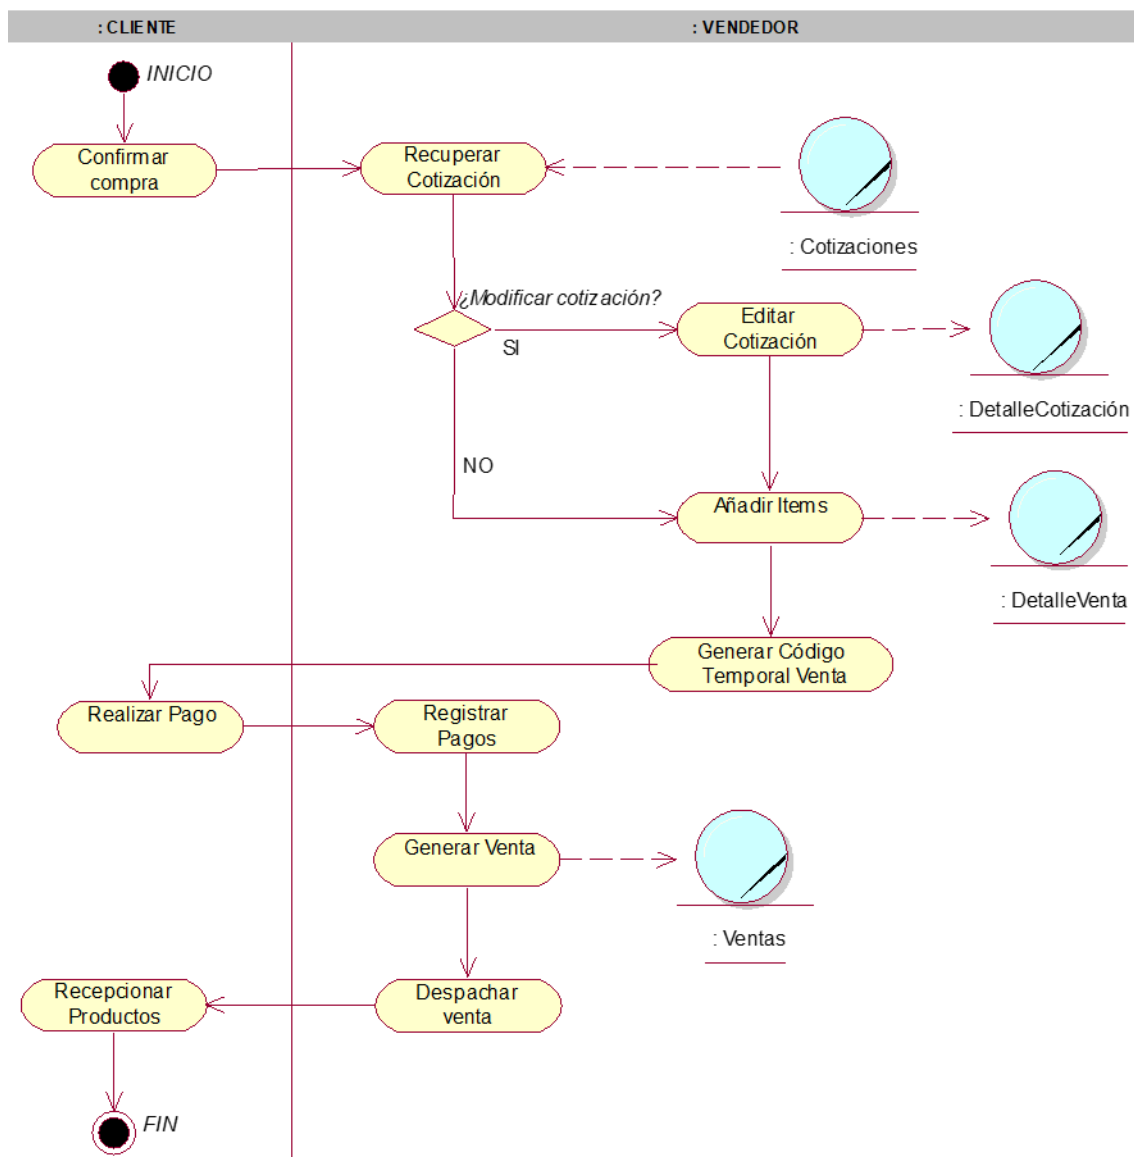 : CLIENTE
: VENDEDOR
INICIO
Confirmar
compra
Recuperar
Cotización
: Cotizaciones
¿Modificar cotización?
SI
Editar
Cotización
: DetalleCotización
NO
Añadir Items
: DetalleVenta
Generar Código
Temporal Venta
Realizar Pago
Registrar
Pagos
Generar Venta
: Ventas
Recepcionar
Productos
Despachar
venta
FIN